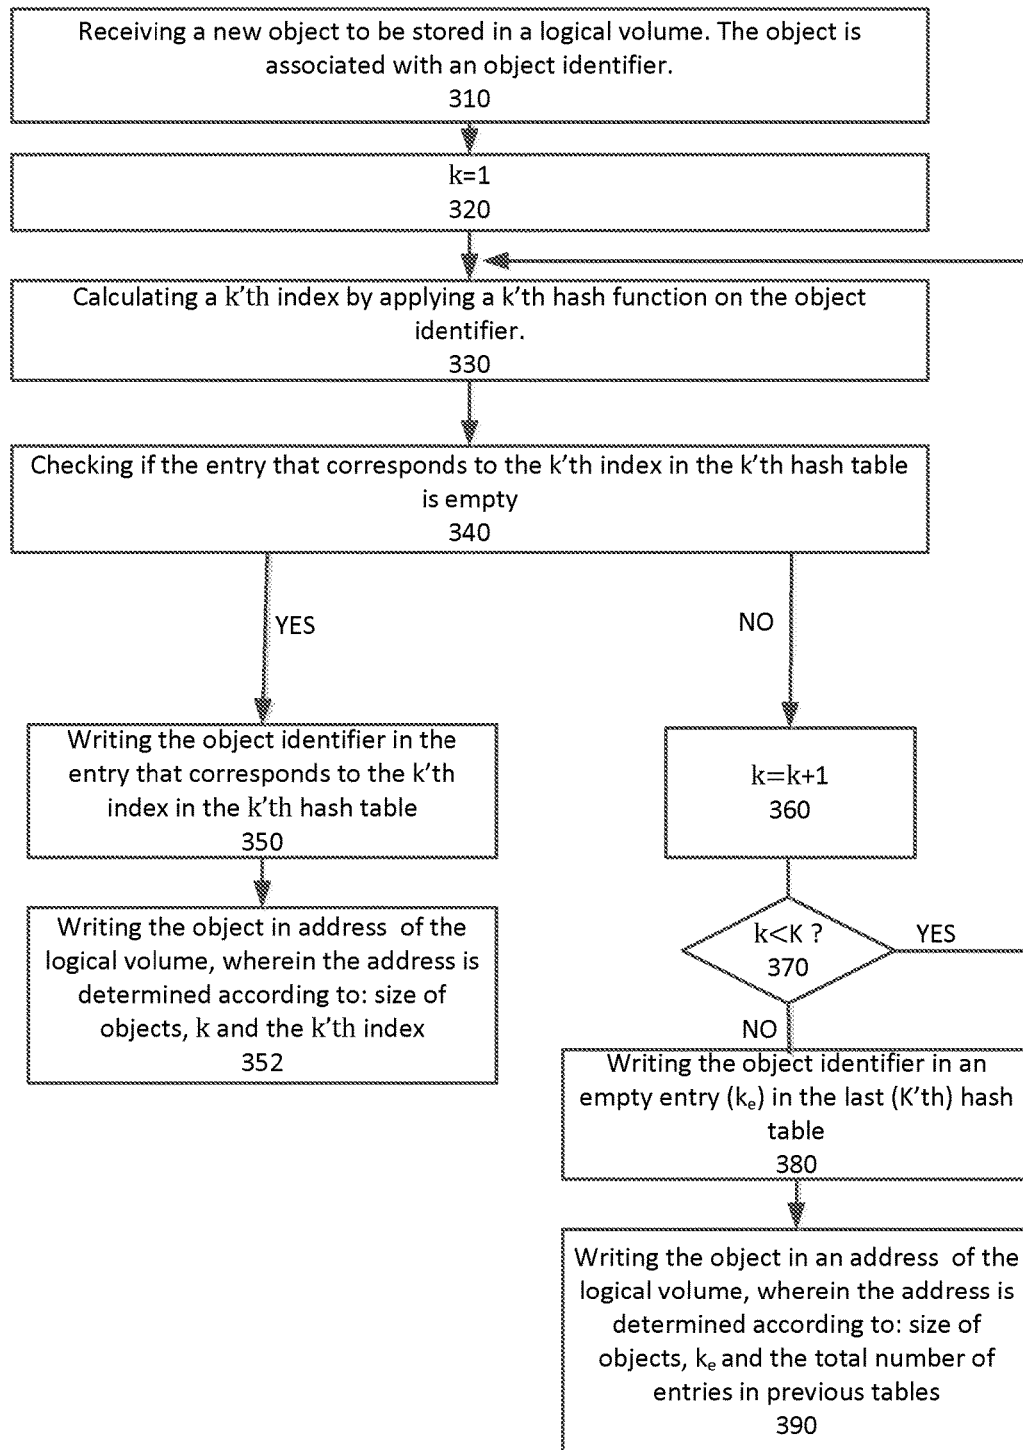 Receiving a new object to be stored in a logical volume. The object is
associated with an object identifier.
310
k=1
320
Calculating a k'th index by applying a k'th hash function on the object
identifier.
330
Checking if the entry that corresponds to the k'th index in the k'th hash table
is empty
340
YES
NO
Writing the object identifier in the
entry that corresponds to the k'th
index in the k'th hash table
350
k=k+1
360
Writing the object in address of the
logical volume, wherein the address is
determined according to: size of
objects, k and the k'th index
352
k<K ?
370
YES
NO
Writing the object identifier in an
empty entry (kₑ) in the last (K'th) hash
table
380
Writing the object in an address of the
logical volume, wherein the address is
determined according to: size of
objects, kₑ and the total number of
entries in previous tables
390